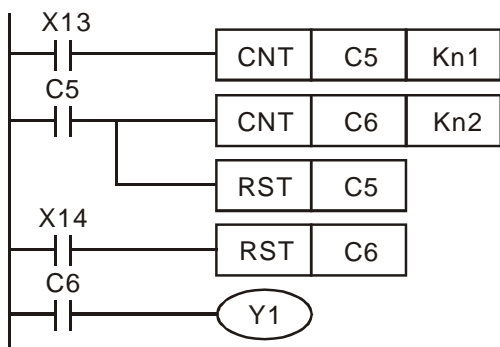 X13
CNT C5 Kn1
C5
CNT C6 Kn2
RST C5
X14
RST C6
C6
Y1